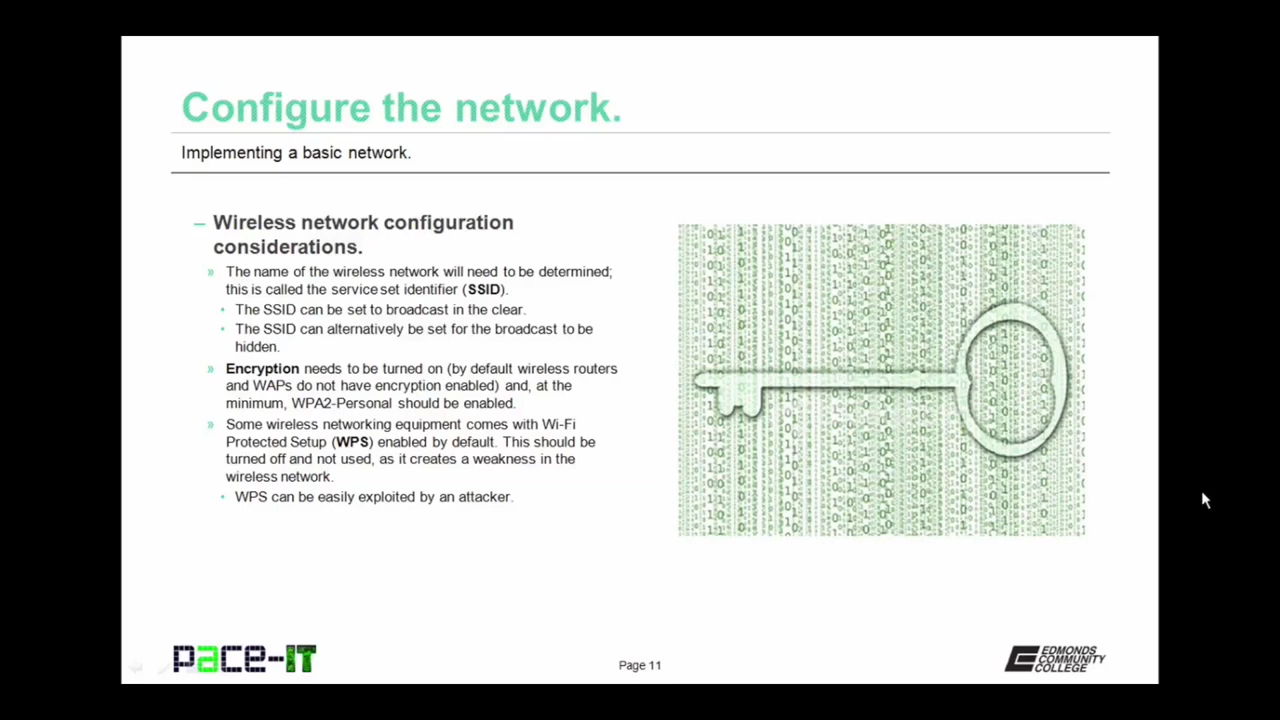 Configure the network.
Implementing a basic network.
– Wireless network configuration
considerations.
» The name of the wireless network will need to be determined;
this is called the service set identifier (SSID).
• The SSID can be set to broadcast in the clear.
• The SSID can alternatively be set for the broadcast to be
hidden.
» Encryption needs to be turned on (by default wireless routers
and WAPs do not have encryption enabled) and, at the
minimum, WPA2-Personal should be enabled.
» Some wireless networking equipment comes with Wi-Fi
Protected Setup (WPS) enabled by default. This should be
turned off and not used, as it creates a weakness in the
wireless network.
• WPS can be easily exploited by an attacker.
pace-IT
Page 11
EDMONDS
COMMUNITY
COLLEGE